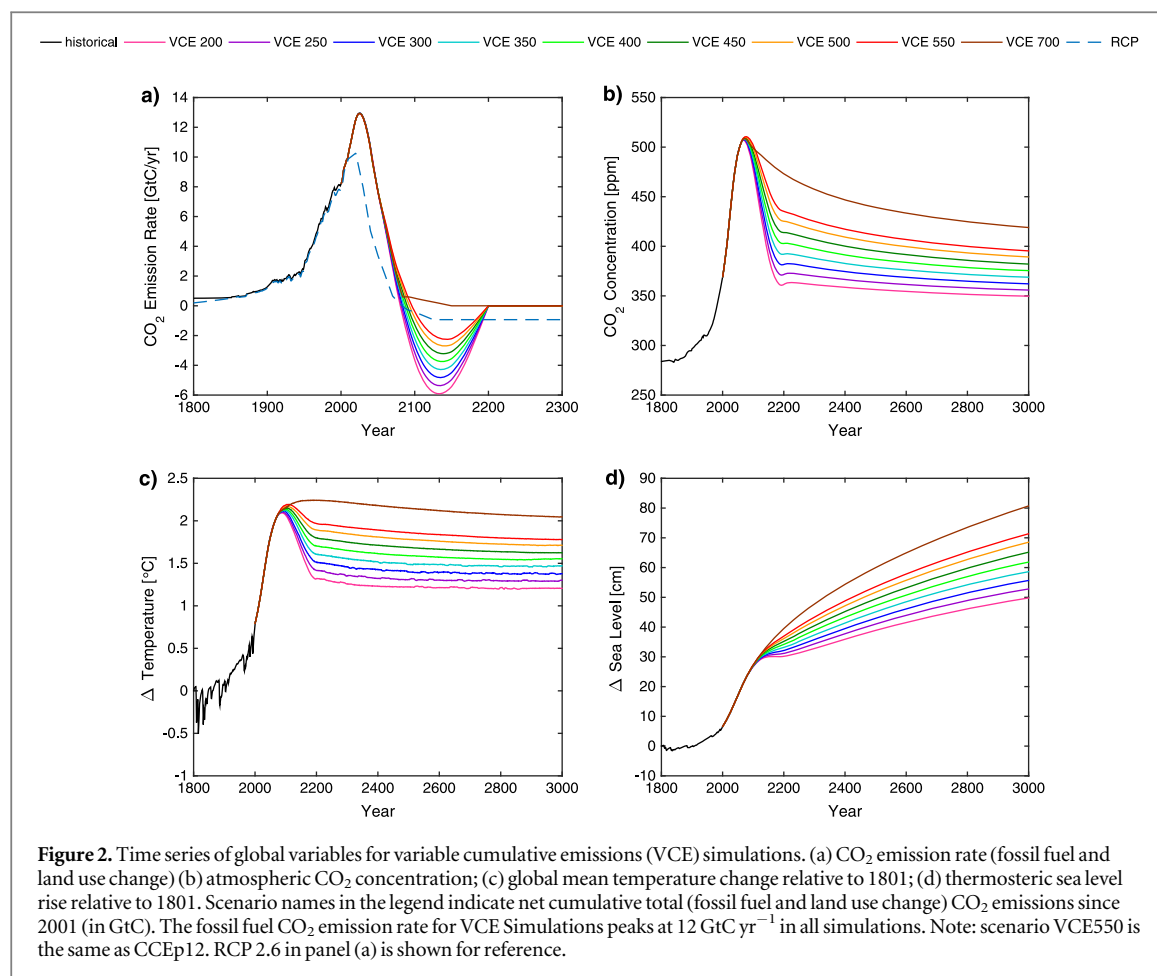 historical VCE 200 VCE 250 VCE 300 VCE 350 VCE 400 VCE 450 VCE 500 VCE 550 VCE 700 RCP
a)
14
12
10
8
6
4
2
0
-2
-4
-6
CO2 Emission Rate [GtC/yr]
1800 1900 2000 2100 2200 2300
Year
b)
550
500
450
400
350
300
250
CO2 Concentration [ppm]
1800 2000 2200 2400 2600 2800 3000
Year
c)
2.5
2
1.5
1
0.5
0
-0.5
-1
Δ Temperature [°C]
1800 2000 2200 2400 2600 2800 3000
Year
d)
90
80
70
60
50
40
30
20
10
0
-10
Δ Sea Level [cm]
1800 2000 2200 2400 2600 2800 3000
Year
Figure 2. Time series of global variables for variable cumulative emissions (VCE) simulations. (a) CO2 emission rate (fossil fuel and
land use change) (b) atmospheric CO2 concentration; (c) global mean temperature change relative to 1801; (d) thermosteric sea level
rise relative to 1801. Scenario names in the legend indicate net cumulative total (fossil fuel and land use change) CO2 emissions since
2001 (in GtC). The fossil fuel CO2 emission rate for VCE Simulations peaks at 12 GtC yr−1 in all simulations. Note: scenario VCE550 is
the same as CCEp12. RCP 2.6 in panel (a) is shown for reference.